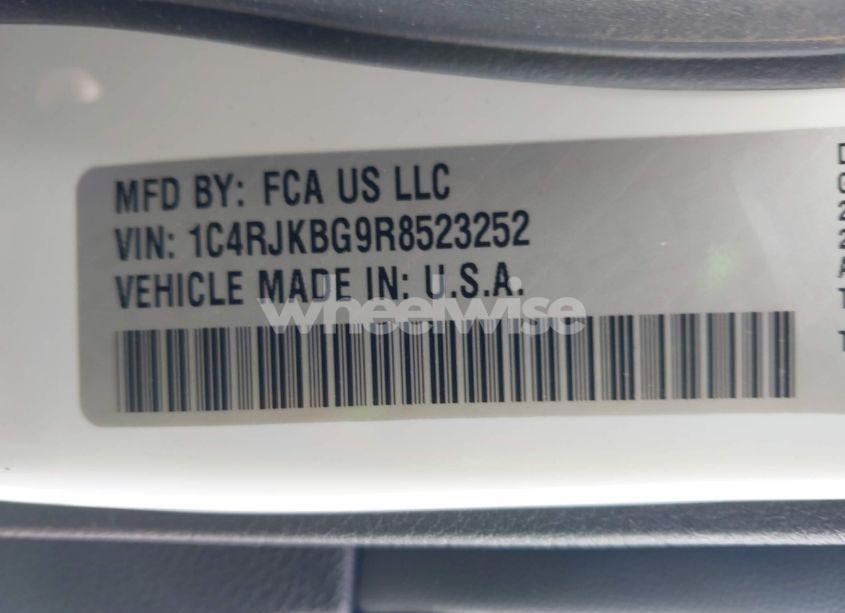 MFD BY: FCA US LLC
VIN: 1C4RJKBG9R8523252
VEHICLE MADE IN: U.S.A.
wheelwise